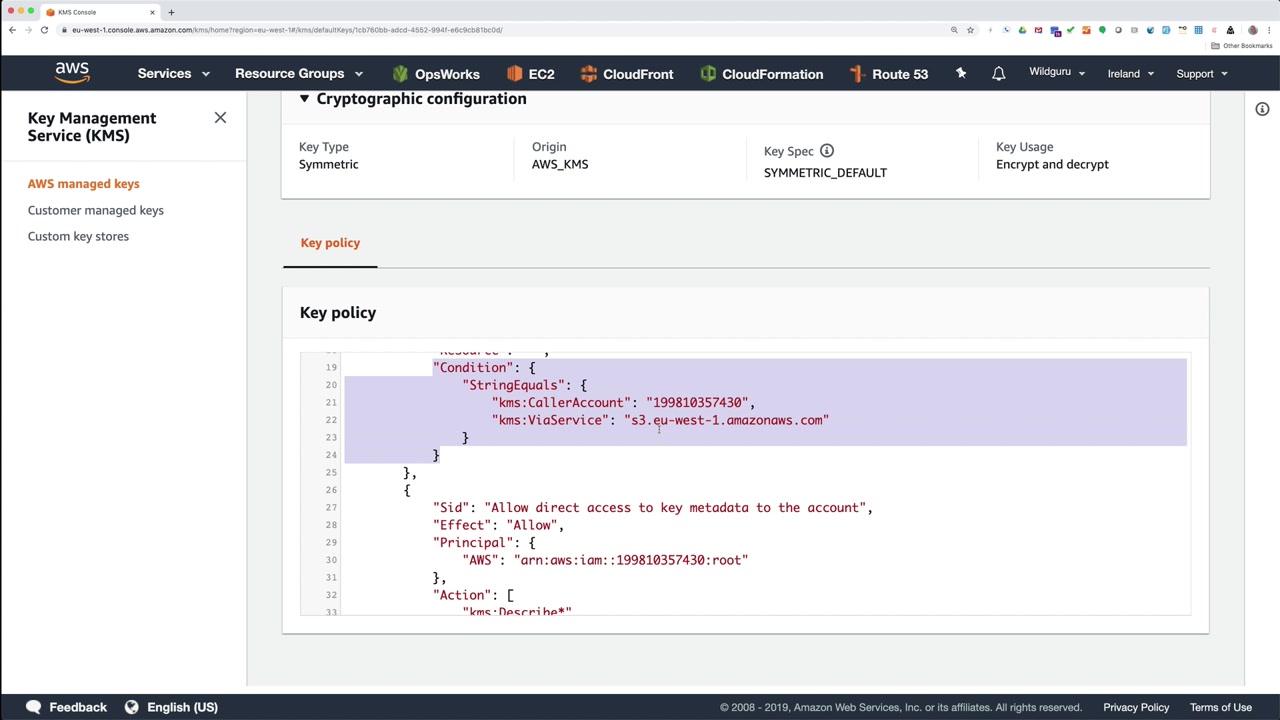 KMS Console
eu-west-1.console.aws.amazon.com/kms/home?region=eu-west-1#/kms/defaultKeys/1cb760bb-adcd-4552-994f-e6c9cb81bc0d/
Other Bookmarks
aws
Services
Resource Groups
OpsWorks
EC2
CloudFront
CloudFormation
Route 53
Wildguru
Ireland
Support
Key Management
Service (KMS)
AWS managed keys
Customer managed keys
Custom key stores
Cryptographic configuration
Key Type
Symmetric
Origin
AWS_KMS
Key Spec
SYMMETRIC_DEFAULT
Key Usage
Encrypt and decrypt
Key policy
Key policy
19 "Condition": {
20 "StringEquals": {
21 "kms:CallerAccount": "199810357430",
22 "kms:ViaService": "s3.eu-west-1.amazonaws.com"
23 }
24 }
25 },
26 {
27 "Sid": "Allow direct access to key metadata to the account",
28 "Effect": "Allow",
29 "Principal": {
30 "AWS": "arn:aws:iam::199810357430:root"
31 },
32 "Action": [
33 "kms:Describe*"
Feedback
English (US)
© 2008 - 2019, Amazon Web Services, Inc. or its affiliates. All rights reserved.
Privacy Policy
Terms of Use